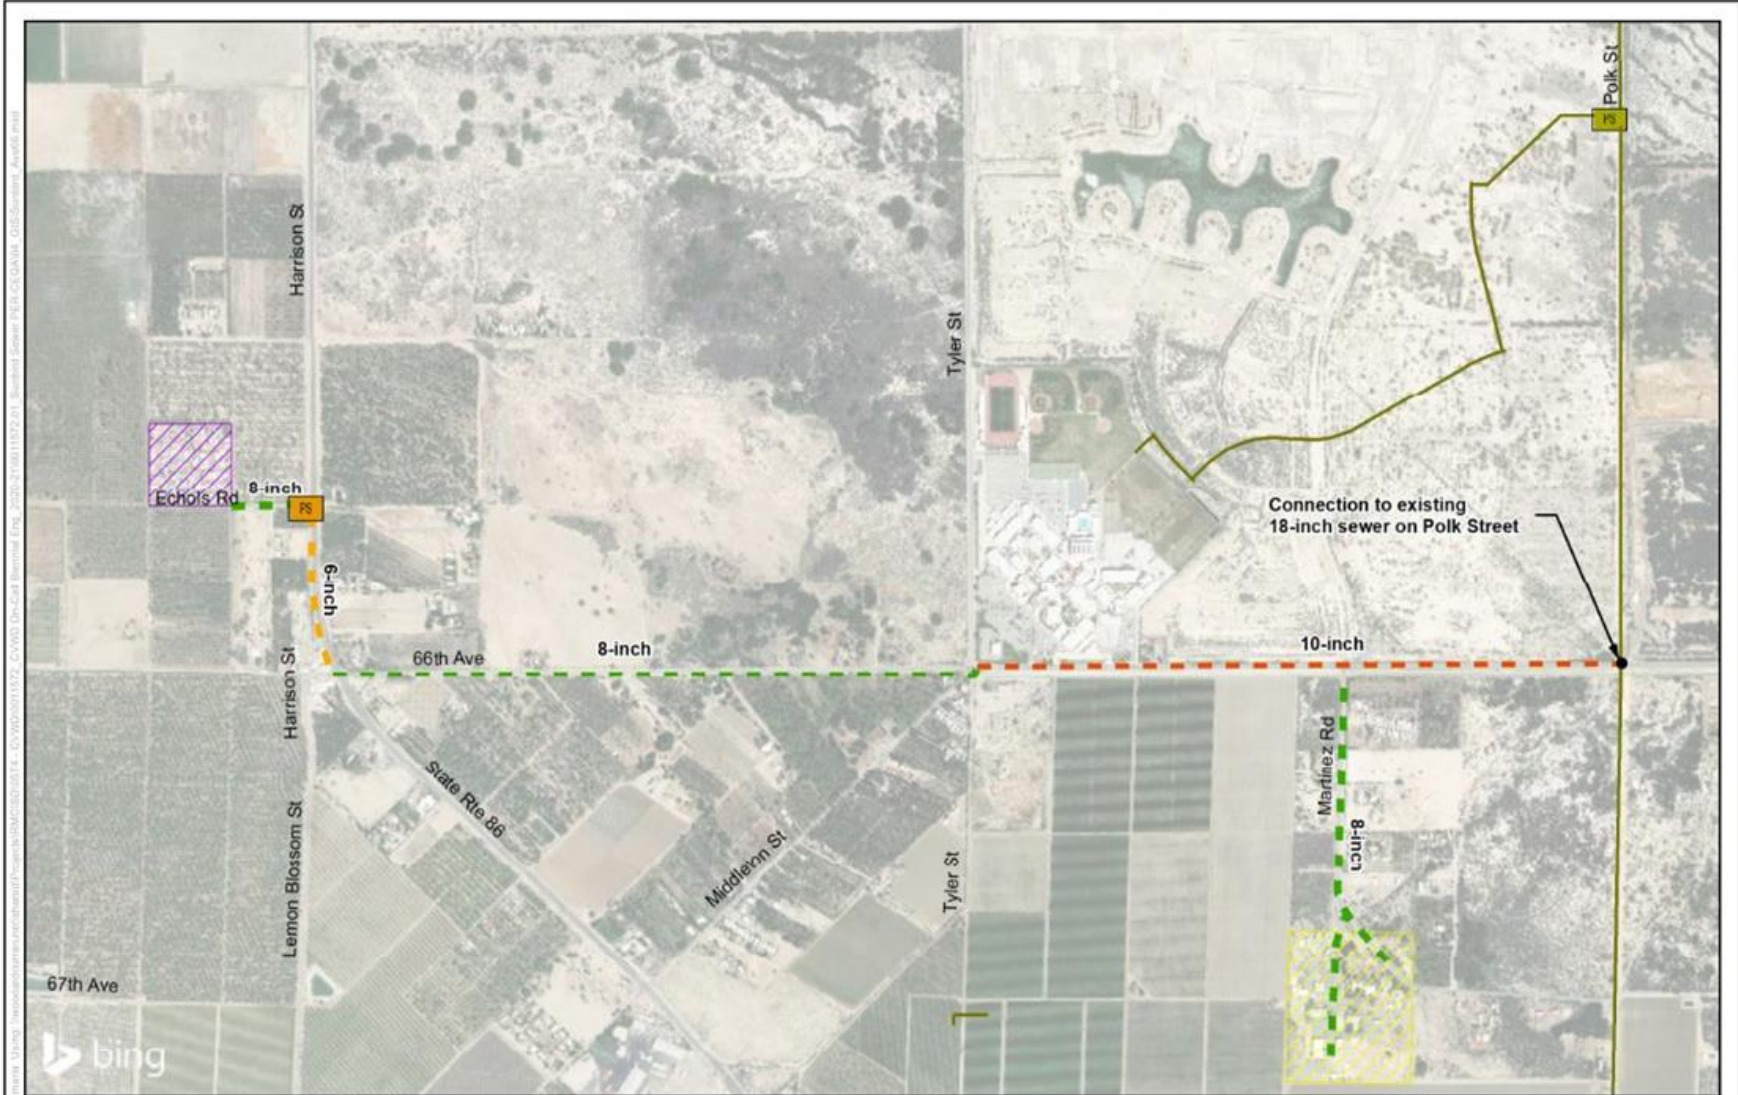 Polk St
PS
Harrison St
Tyler St
Echols Rd
8-inch
PS
Connection to existing
18-inch sewer on Polk Street
6-nch
66th Ave
8-inch
10-inch
Harrison St
Martinez Rd
State Rte 86
8-inch
Lemon Blossom St
Middleton St
Tyler St
67th Ave
bing